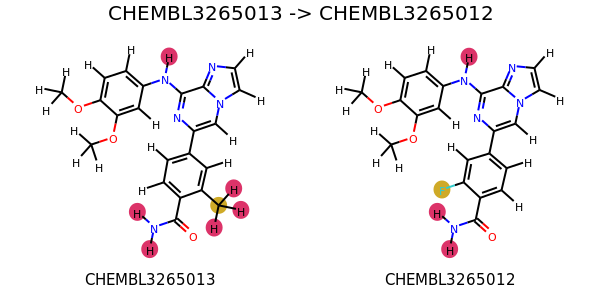 CHEMBL3265013 -> CHEMBL3265012
H H H N N H
H H H N N H
H O N N H
H O H N H
H H H H H
H H H
N H O
H
H H H N N H
H H H N N H
H O N N H
H O H N H
H H H H
H N O H
H
CHEMBL3265013
CHEMBL3265012